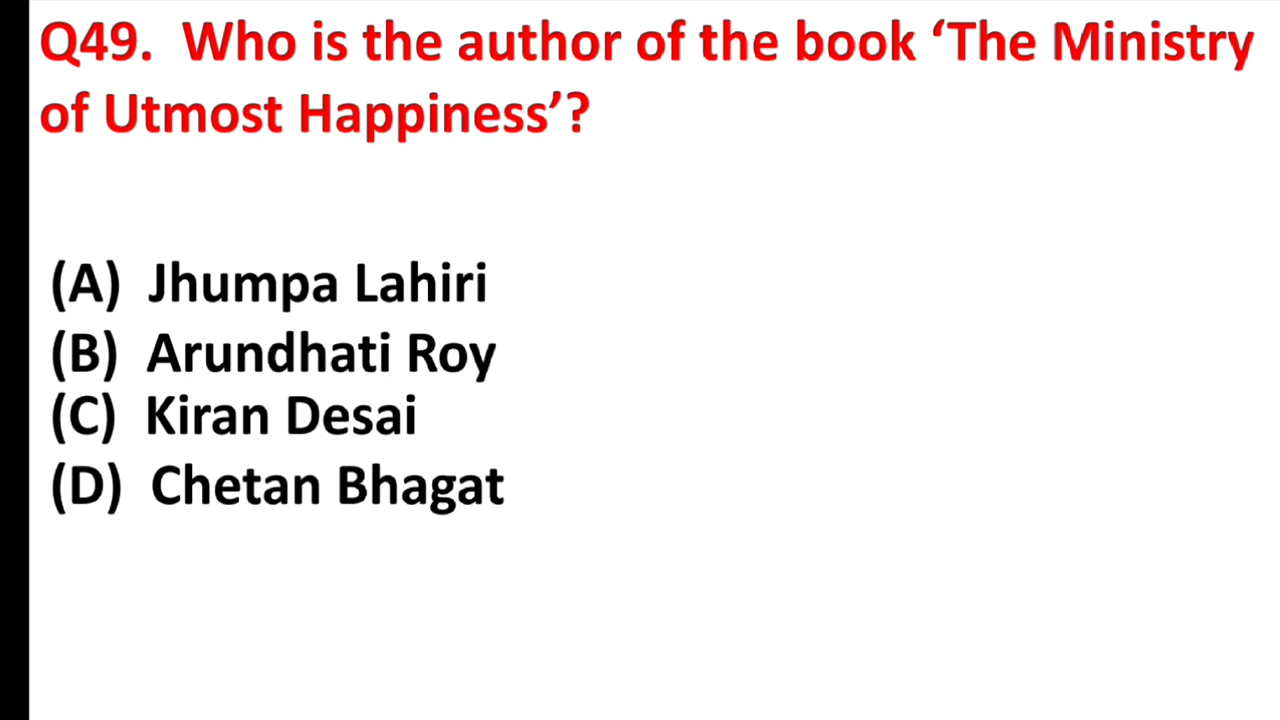 Q49. Who is the author of the book ‘The Ministry
of Utmost Happiness’?
(A) Jhumpa Lahiri
(B) Arundhati Roy
(C) Kiran Desai
(D) Chetan Bhagat